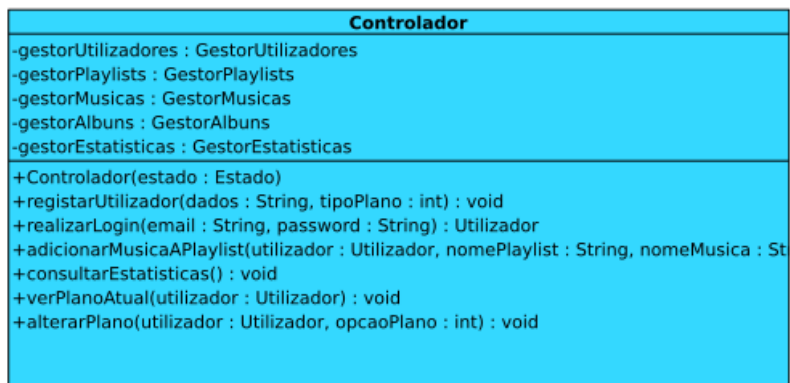 Controlador
-gestorUtilizadores : GestorUtilizadores
-gestorPlaylists : GestorPlaylists
-gestorMusicas : GestorMusicas
-gestorAlbuns : GestorAlbuns
-gestorEstatisticas : GestorEstatisticas
+Controlador(estado : Estado)
+registarUtilizador(dados : String, tipoPlano : int) : void
+realizarLogin(email : String, password : String) : Utilizador
+adicionarMusicaAPlaylist(utilizador : Utilizador, nomePlaylist : String, nomeMusica : St
+consultarEstatisticas() : void
+verPlanoAtual(utilizador : Utilizador) : void
+alterarPlano(utilizador : Utilizador, opcaoPlano : int) : void